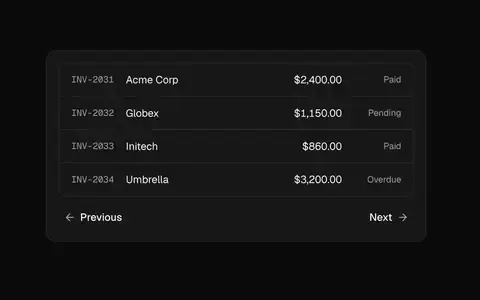 INV-2031 Acme Corp $2,400.00 Paid
INV-2032 Globex $1,150.00 Pending
INV-2033 Initech $860.00 Paid
INV-2034 Umbrella $3,200.00 Overdue
← Previous Next →